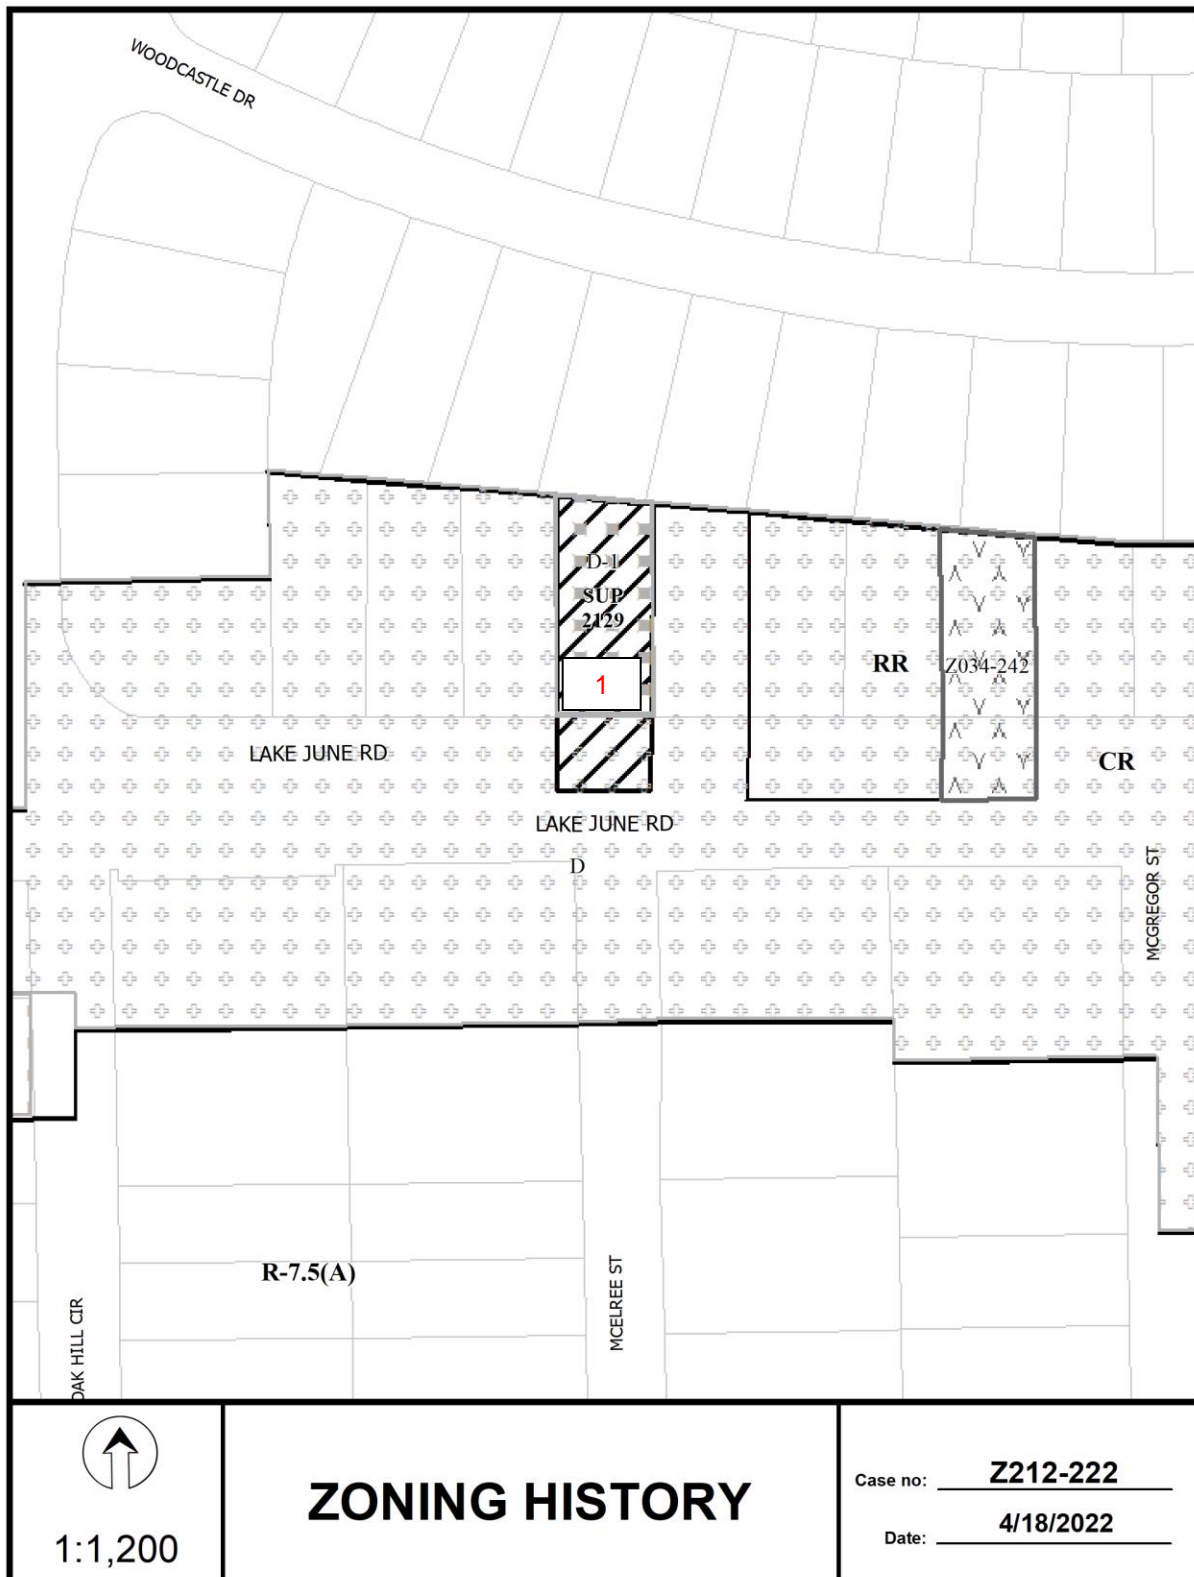 WOODCASTLE DR
D-1
SUP
2129
1
RR
Z034-242
CR
LAKE JUNE RD
LAKE JUNE RD
D
MCGREGOR ST
R-7.5(A)
MCELREE ST
OAK HILL CIR
1:1,200
ZONING HISTORY
Case no: Z212-222
Date: 4/18/2022